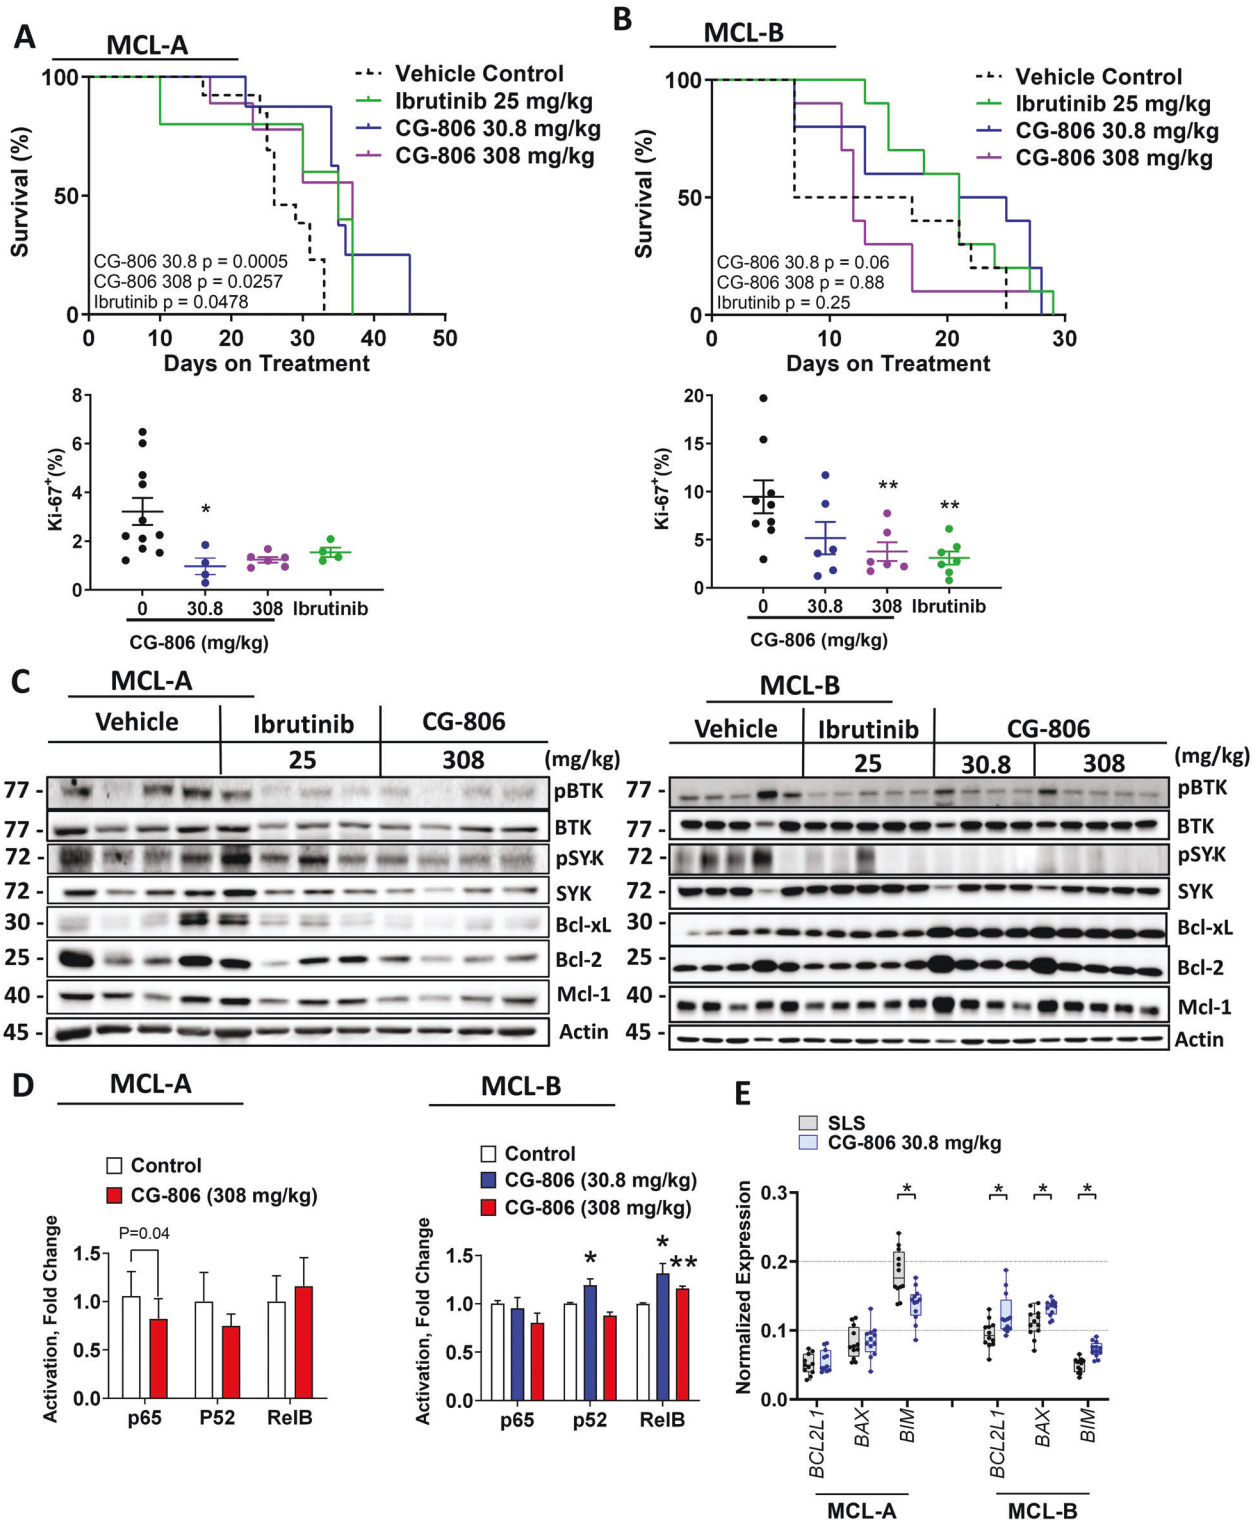 A
MCL-A
Vehicle Control
Ibrutinib 25 mg/kg
CG-806 30.8 mg/kg
CG-806 308 mg/kg
Survival (%)
100
50
0
CG-806 30.8 p = 0.0005
CG-806 308 p = 0.0257
Ibrutinib p = 0.0478
0 10 20 30 40 50
Days on Treatment
Ki-67+(%)
8
6
4
2
0
*
0 30.8 308 Ibrutinib
CG-806 (mg/kg)
B
MCL-B
Vehicle Control
Ibrutinib 25 mg/kg
CG-806 30.8 mg/kg
CG-806 308 mg/kg
Survival (%)
100
50
0
CG-806 30.8 p = 0.06
CG-806 308 p = 0.88
Ibrutinib p = 0.25
0 10 20 30
Days on Treatment
Ki-67+(%)
20
15
10
5
0
**
**
0 30.8 308 Ibrutinib
CG-806 (mg/kg)
C
MCL-A
Vehicle Ibrutinib CG-806
25 308 (mg/kg)
77 - pBTK
77 - BTK
72 - pSYK
72 - SYK
30 - Bcl-xL
25 - Bcl-2
40 - Mcl-1
45 - Actin
MCL-B
Vehicle Ibrutinib CG-806
25 30.8 308 (mg/kg)
77 - pBTK
77 - BTK
72 - pSYK
72 - SYK
30 - Bcl-xL
25 - Bcl-2
40 - Mcl-1
45 - Actin
D
MCL-A
Control
CG-806 (308 mg/kg)
P=0.04
Activation, Fold Change
1.5
1.0
0.5
0.0
p65 P52 RelB
MCL-B
Control
CG-806 (30.8 mg/kg)
CG-806 (308 mg/kg)
Activation, Fold Change
1.5
1.0
0.5
0.0
*
*
**
p65 p52 RelB
E
SLS
CG-806 30.8 mg/kg
Normalized Expression
0.3
0.2
0.1
0.0
* * * *
BCL2L1 BAX BIM BCL2L1 BAX BIM
MCL-A MCL-B